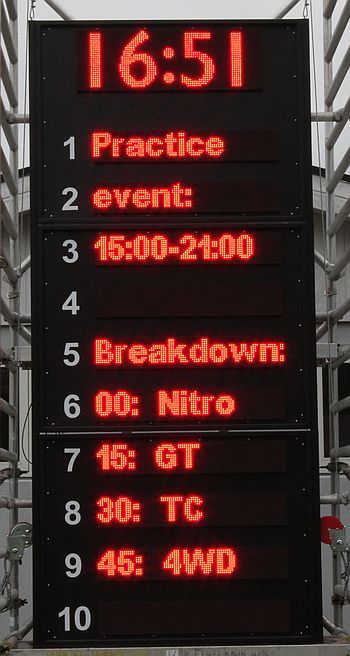 16:51
1 Practice
2 event:
3 15:00-21:00
4
5 Breakdown:
6 00: Nitro
7 15: GT
8 30: TC
9 45: 4WD
10